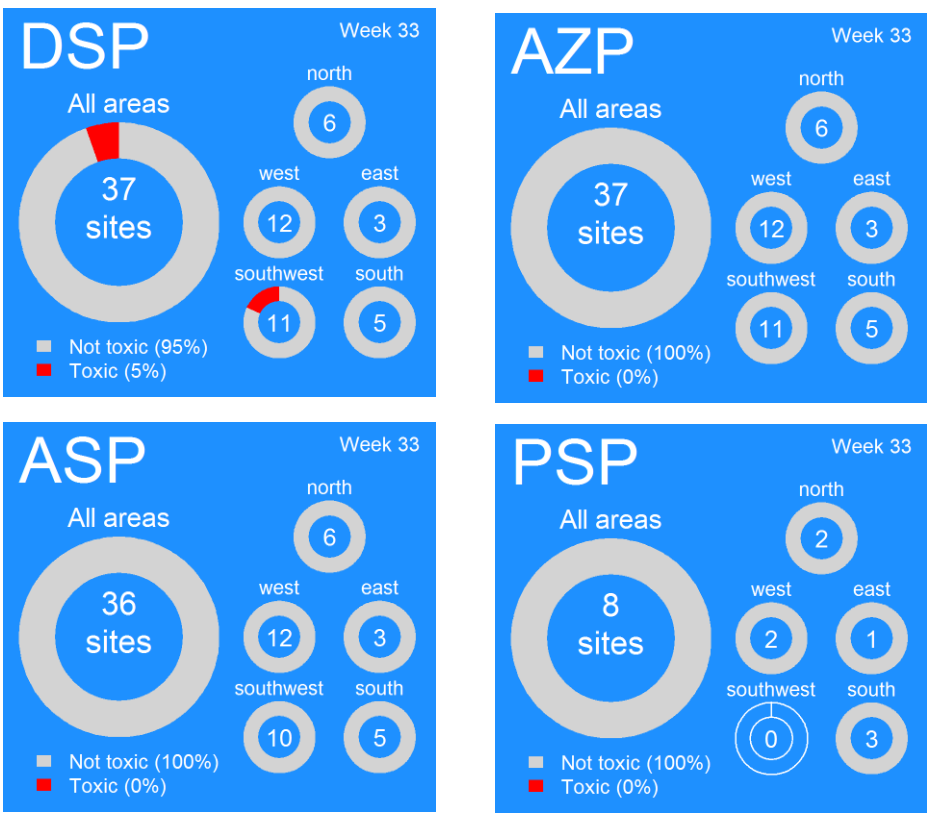 DSP
Week 33
north
All areas
6
37
sites
west
east
12
3
southwest
south
11
5
Not toxic (95%)
Toxic (5%)
AZP
Week 33
north
All areas
6
37
sites
west
east
12
3
southwest
south
11
5
Not toxic (100%)
Toxic (0%)
ASP
Week 33
north
All areas
6
36
sites
west
east
12
3
southwest
south
10
5
Not toxic (100%)
Toxic (0%)
PSP
Week 33
north
All areas
2
8
sites
west
east
2
1
southwest
south
0
3
Not toxic (100%)
Toxic (0%)